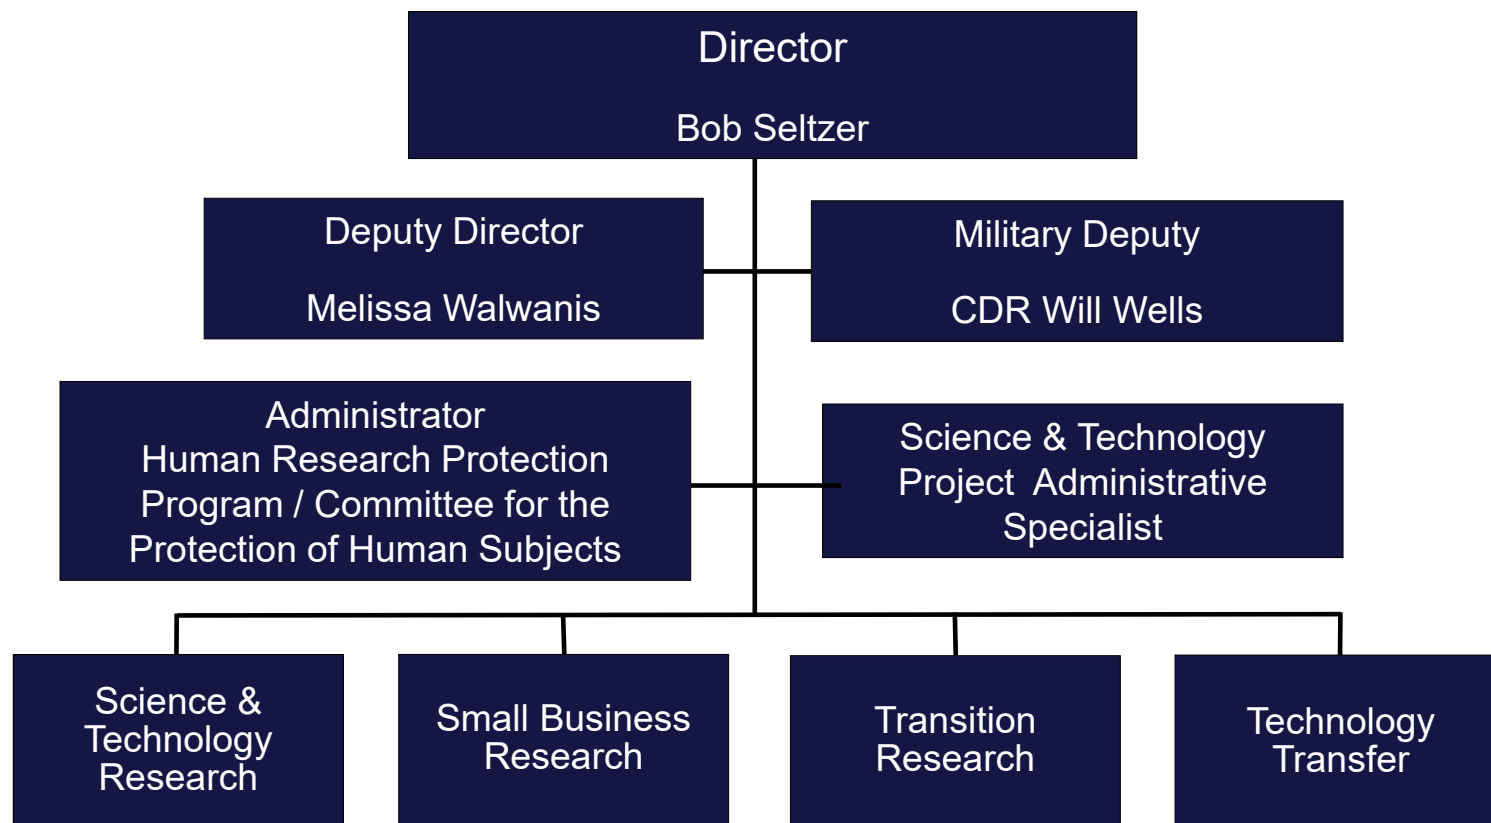 Director
Bob Seltzer
Deputy Director
Melissa Walwanis
Military Deputy
CDR Will Wells
Administrator
Human Research Protection
Program / Committee for the
Protection of Human Subjects
Science & Technology
Project  Administrative
Specialist
Science &
Technology
Research
Small Business
Research
Transition
Research
Technology
Transfer